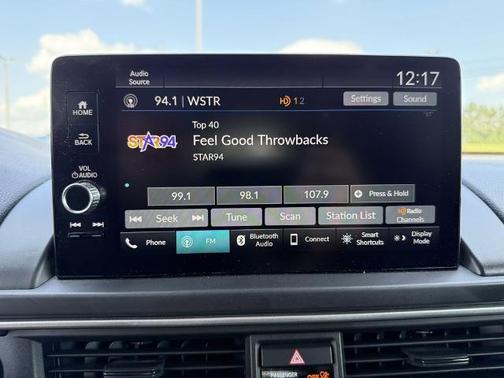 Audio
Source
12:17
HOME
94.1 | WSTR
HD 1 2
Settings
Sound
BACK
Top 40
STAR94
Feel Good Throwbacks
STAR94
VOL
AUDIO
99.1
98.1
107.9
Press & Hold
Seek
Tune
Scan
Station List
HD Radio
Channels
Phone
FM
Bluetooth
Audio
Connect
Smart
Shortcuts
Display
Mode
PASSENGER